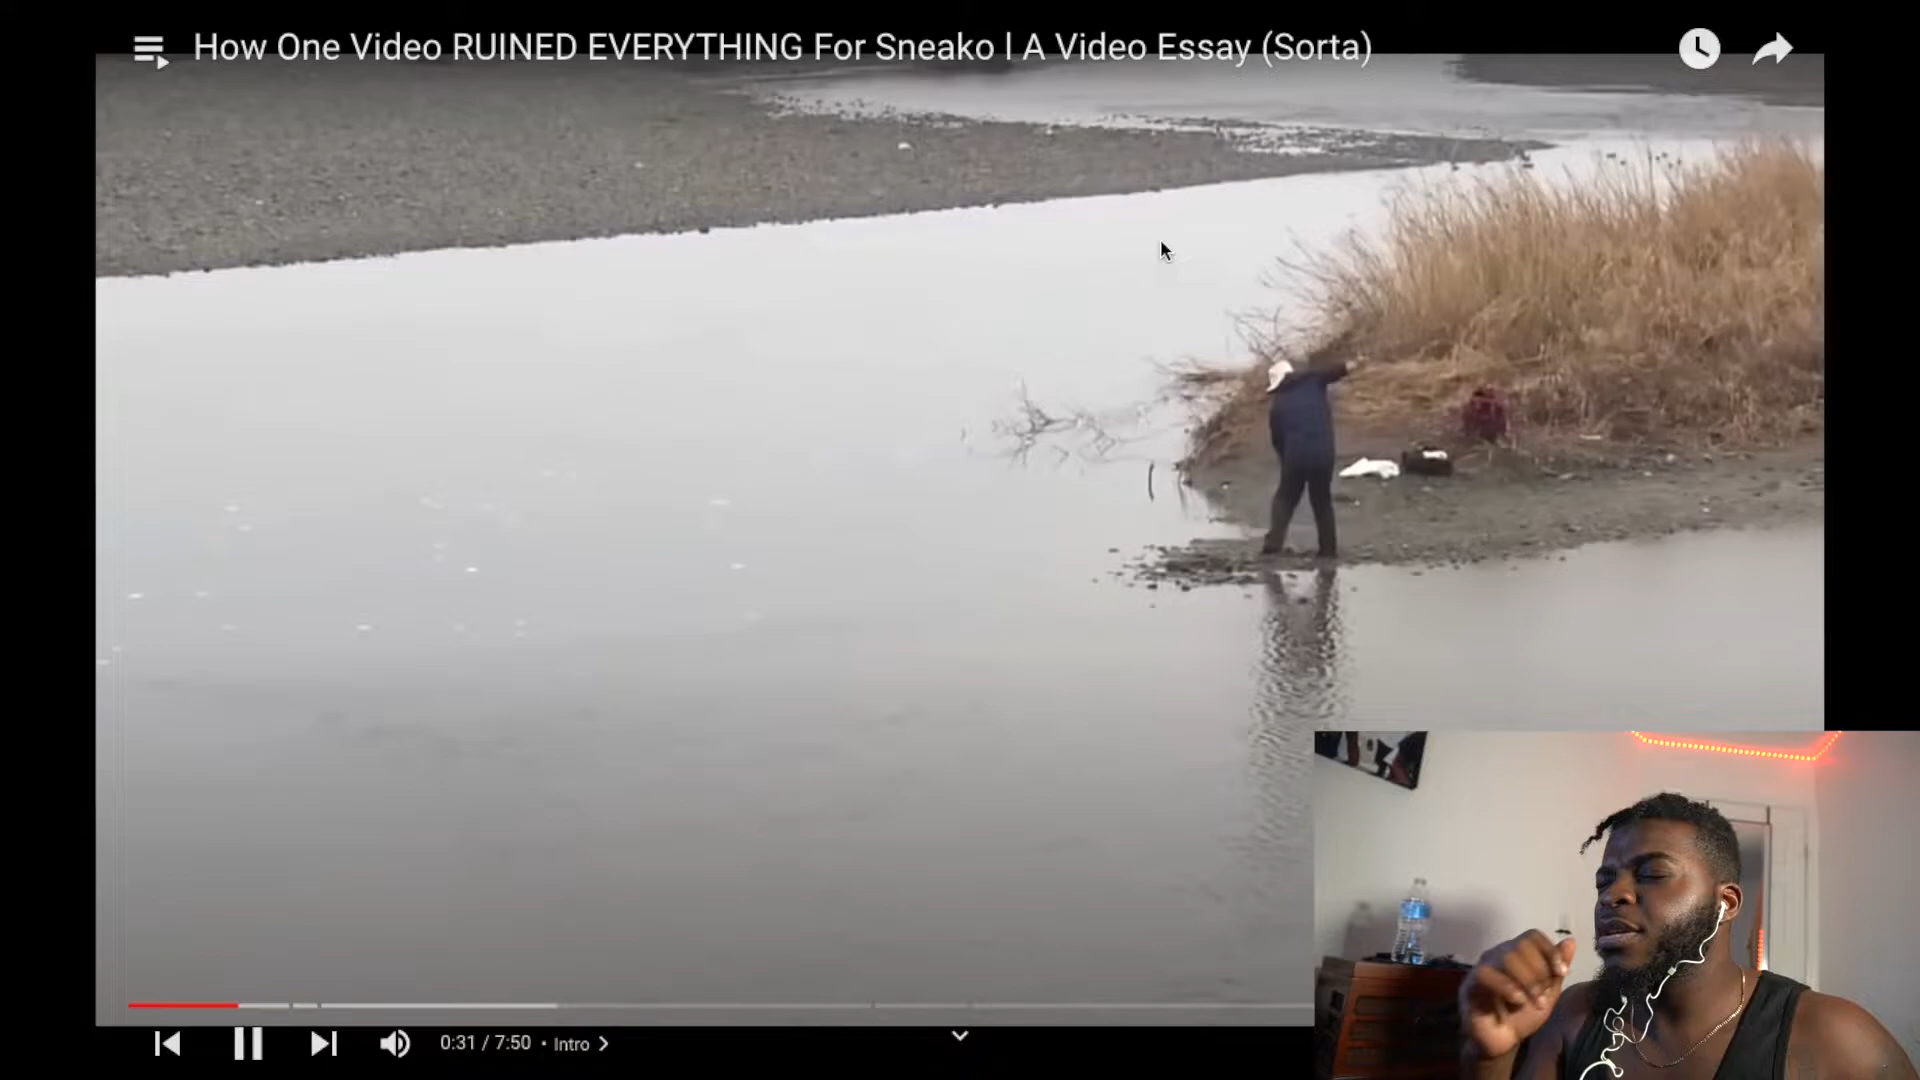 How One Video RUINED EVERYTHING For Sneako | A Video Essay (Sorta)
0:31 / 7:50 • Intro